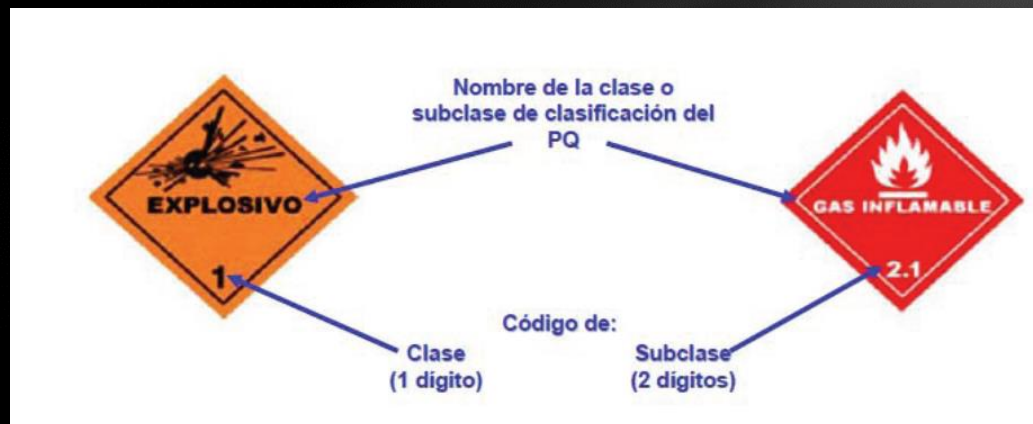 Nombre de la clase o
subclase de clasificación del
PQ
EXPLOSIVO
1
GAS INFLAMABLE
2.1
Código de:
Clase
(1 dígito)
Subclase
(2 dígitos)